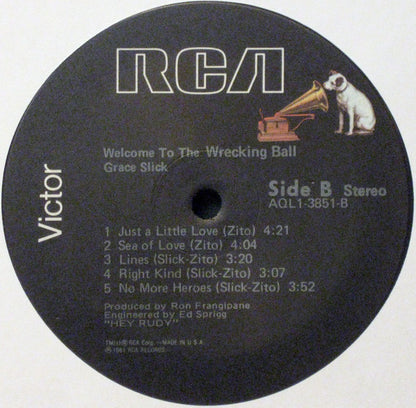 RCA
Victor
Welcome To The Wrecking Ball
Grace Slick
Side B Stereo
AQL1-3851-B
1 Just a Little Love (Zito) 4:21
2 Sea of Love (Zito) 4:04
3 Lines (Slick-Zito) 3:20
4 Right Kind (Slick-Zito) 3:07
5 No More Heroes (Slick-Zito) 3:52
Produced by Ron Frangipane
Engineered by Ed Sprigg
"HEY RUDY"
TM(s)® RCA Corp.—MADE IN U.S.A.
℗ 1981 RCA RECORDS